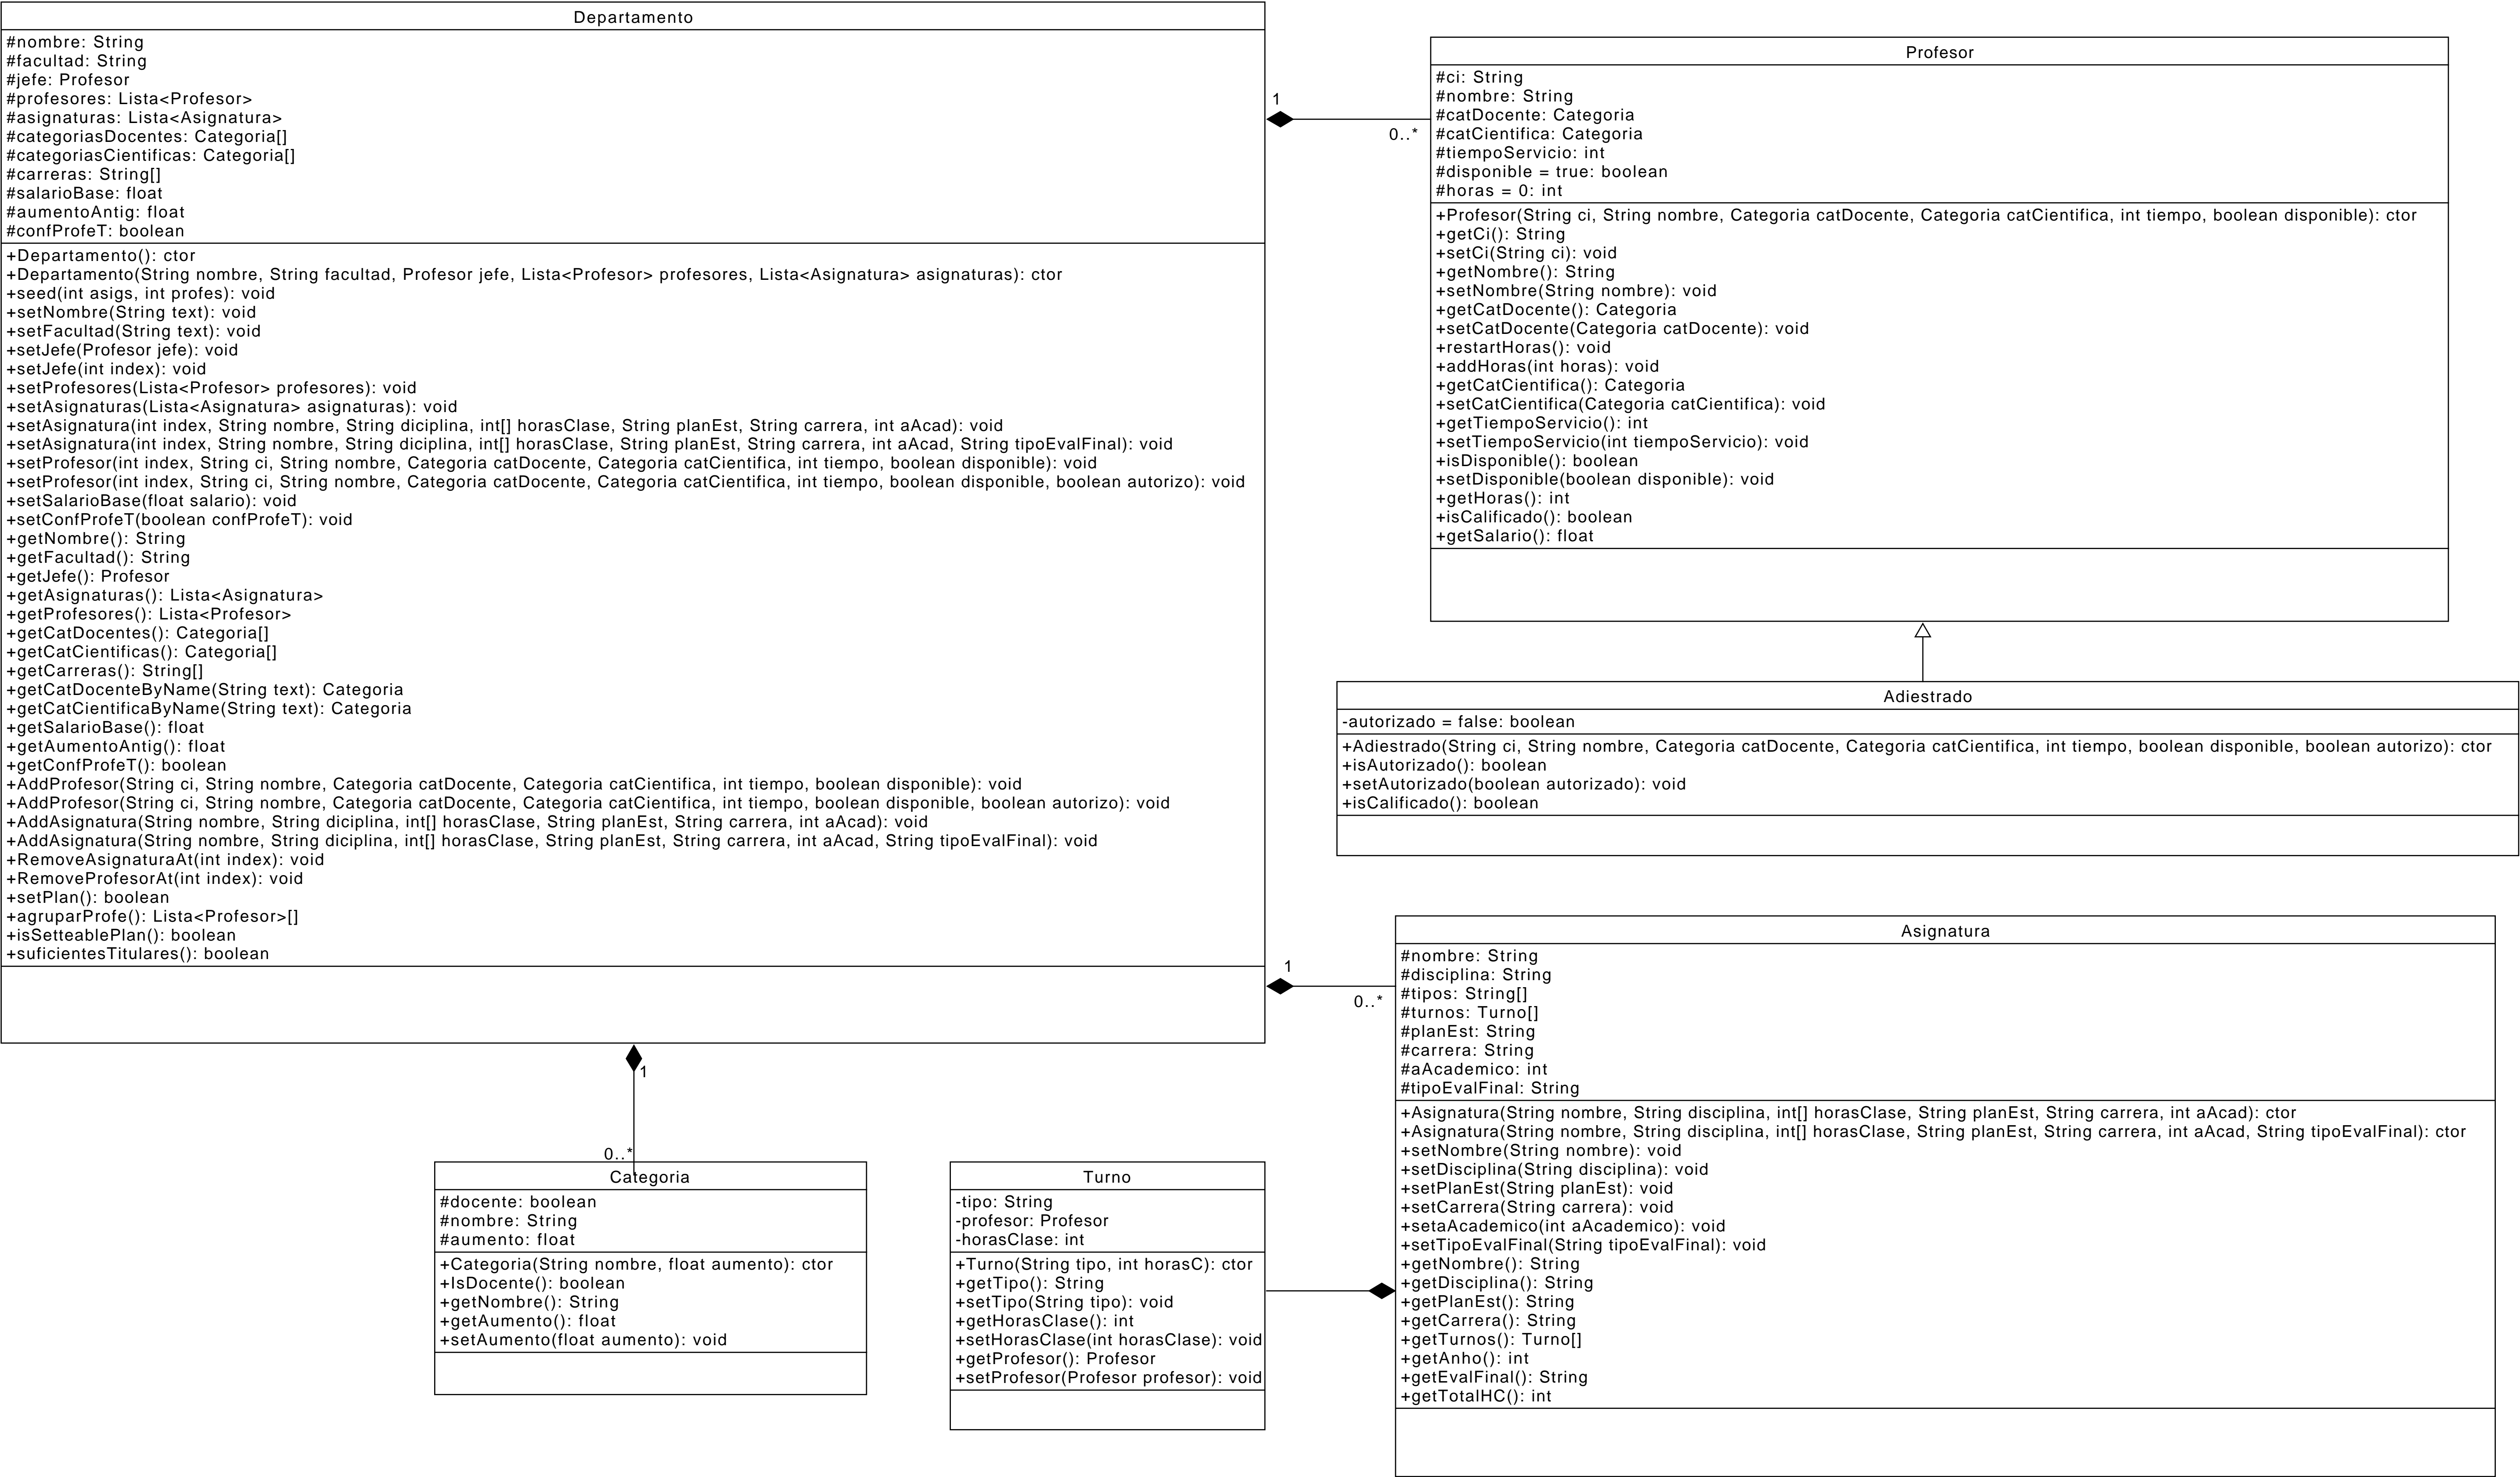 Departamento
#nombre: String
#facultad: String
#jefe: Profesor
#profesores: Lista<Profesor>
#asignaturas: Lista<Asignatura>
#categoriasDocentes: Categoria[]
#categoriasCientificas: Categoria[]
#carreras: String[]
#salarioBase: float
#aumentoAntig: float
#confProfeT: boolean
+Departamento(): ctor
+Departamento(String nombre, String facultad, Profesor jefe, Lista<Profesor> profesores, Lista<Asignatura> asignaturas): ctor
+seed(int asigs, int profes): void
+setNombre(String text): void
+setFacultad(String text): void
+setJefe(Profesor jefe): void
+setJefe(int index): void
+setProfesores(Lista<Profesor> profesores): void
+setAsignaturas(Lista<Asignatura> asignaturas): void
+setAsignatura(int index, String nombre, String diciplina, int[] horasClase, String planEst, String carrera, int aAcad): void
+setAsignatura(int index, String nombre, String diciplina, int[] horasClase, String planEst, String carrera, int aAcad, String tipoEvalFinal): void
+setProfesor(int index, String ci, String nombre, Categoria catDocente, Categoria catCientifica, int tiempo, boolean disponible): void
+setProfesor(int index, String ci, String nombre, Categoria catDocente, Categoria catCientifica, int tiempo, boolean disponible, boolean autorizo): void
+setSalarioBase(float salario): void
+setConfProfeT(boolean confProfeT): void
+getNombre(): String
+getFacultad(): String
+getJefe(): Profesor
+getAsignaturas(): Lista<Asignatura>
+getProfesores(): Lista<Profesor>
+getCatDocentes(): Categoria[]
+getCatCientificas(): Categoria[]
+getCarreras(): String[]
+getCatDocenteByName(String text): Categoria
+getCatCientificaByName(String text): Categoria
+getSalarioBase(): float
+getAumentoAntig(): float
+getConfProfeT(): boolean
+AddProfesor(String ci, String nombre, Categoria catDocente, Categoria catCientifica, int tiempo, boolean disponible): void
+AddProfesor(String ci, String nombre, Categoria catDocente, Categoria catCientifica, int tiempo, boolean disponible, boolean autorizo): void
+AddAsignatura(String nombre, String diciplina, int[] horasClase, String planEst, String carrera, int aAcad): void
+AddAsignatura(String nombre, String diciplina, int[] horasClase, String planEst, String carrera, int aAcad, String tipoEvalFinal): void
+RemoveAsignaturaAt(int index): void
+RemoveProfesorAt(int index): void
+setPlan(): boolean
+agruparProfe(): Lista<Profesor>[]
+isSetteablePlan(): boolean
+suficientesTitulares(): boolean
1
0..*
Profesor
#ci: String
#nombre: String
#catDocente: Categoria
#catCientifica: Categoria
#tiempoServicio: int
#disponible = true: boolean
#horas = 0: int
+Profesor(String ci, String nombre, Categoria catDocente, Categoria catCientifica, int tiempo, boolean disponible): ctor
+getCi(): String
+setCi(String ci): void
+getNombre(): String
+setNombre(String nombre): void
+getCatDocente(): Categoria
+setCatDocente(Categoria catDocente): void
+restartHoras(): void
+addHoras(int horas): void
+getCatCientifica(): Categoria
+setCatCientifica(Categoria catCientifica): void
+getTiempoServicio(): int
+setTiempoServicio(int tiempoServicio): void
+isDisponible(): boolean
+setDisponible(boolean disponible): void
+getHoras(): int
+isCalificado(): boolean
+getSalario(): float
Adiestrado
-autorizado = false: boolean
+Adiestrado(String ci, String nombre, Categoria catDocente, Categoria catCientifica, int tiempo, boolean disponible, boolean autorizo): ctor
+isAutorizado(): boolean
+setAutorizado(boolean autorizado): void
+isCalificado(): boolean
1
0..*
Asignatura
#nombre: String
#disciplina: String
#tipos: String[]
#turnos: Turno[]
#planEst: String
#carrera: String
#aAcademico: int
#tipoEvalFinal: String
+Asignatura(String nombre, String disciplina, int[] horasClase, String planEst, String carrera, int aAcad): ctor
+Asignatura(String nombre, String disciplina, int[] horasClase, String planEst, String carrera, int aAcad, String tipoEvalFinal): ctor
+setNombre(String nombre): void
+setDisciplina(String disciplina): void
+setPlanEst(String planEst): void
+setCarrera(String carrera): void
+setaAcademico(int aAcademico): void
+setTipoEvalFinal(String tipoEvalFinal): void
+getNombre(): String
+getDisciplina(): String
+getPlanEst(): String
+getCarrera(): String
+getTurnos(): Turno[]
+getAnho(): int
+getEvalFinal(): String
+getTotalHC(): int
1
0..*
Categoria
#docente: boolean
#nombre: String
#aumento: float
+Categoria(String nombre, float aumento): ctor
+IsDocente(): boolean
+getNombre(): String
+getAumento(): float
+setAumento(float aumento): void
Turno
-tipo: String
-profesor: Profesor
-horasClase: int
+Turno(String tipo, int horasC): ctor
+getTipo(): String
+setTipo(String tipo): void
+getHorasClase(): int
+setHorasClase(int horasClase): void
+getProfesor(): Profesor
+setProfesor(Profesor profesor): void